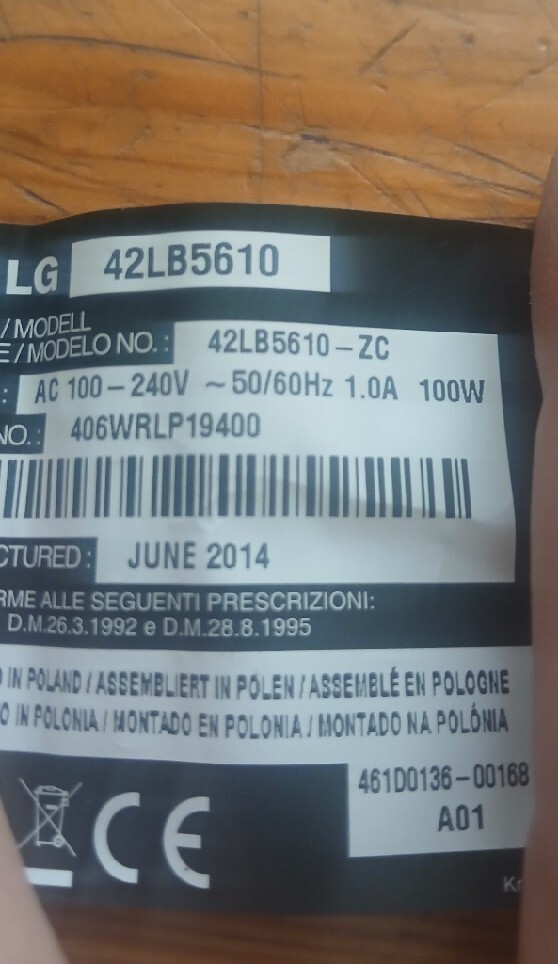 LG 42LB5610
/ MODELL
E / MODELO NO. : 42LB5610-ZC
: AC 100-240V ~50/60Hz 1.0A 100W
NO. : 406WRLP19400
CTURED : JUNE 2014
RME ALLE SEGUENTI PRESCRIZIONI:
D.M.26.3.1992 e D.M.28.8.1995
IN POLAND / ASSEMBLIERT IN POLEN / ASSEMBLÉ EN POLOGNE
O IN POLONIA / MONTADO EN POLONIA / MONTADO NA POLÓNIA
461D0136-00168
A01
CE